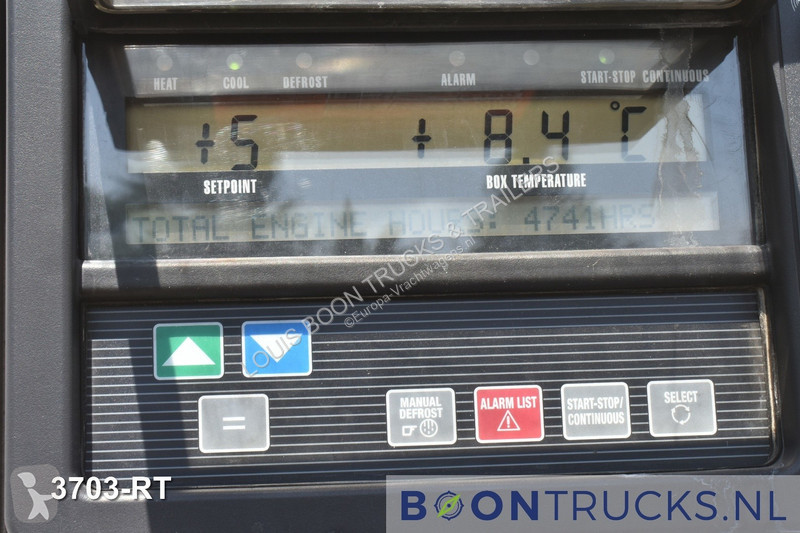 HEAT COOL DEFROST ALARM START-STOP CONTINUOUS
+5 + 8.4 °C
SETPOINT BOX TEMPERATURE
TOTAL ENGINE HOURS: 4741HRS
LOUIS BOON TRUCKS & TRAILERS
©Europa-Vrachtwagens.nl
=
MANUAL DEFROST
ALARM LIST
START-STOP/
CONTINUOUS
SELECT
3703-RT
BOONTRUCKS.NL